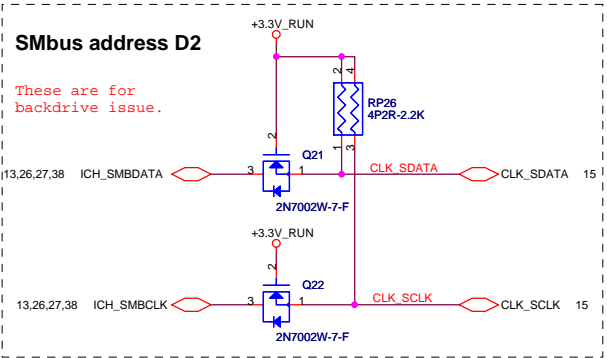 +3.3V_RUN
SMbus address D2
These are for
backdrive issue.
2
4
RP26
4P2R-2.2K
1
3
2
Q21
13,26,27,38 ICH_SMBDATA 3 1 CLK_SDATA CLK_SDATA 15
2N7002W-7-F
+3.3V_RUN
2
Q22
13,26,27,38 ICH_SMBCLK 3 1 CLK_SCLK CLK_SCLK 15
2N7002W-7-F